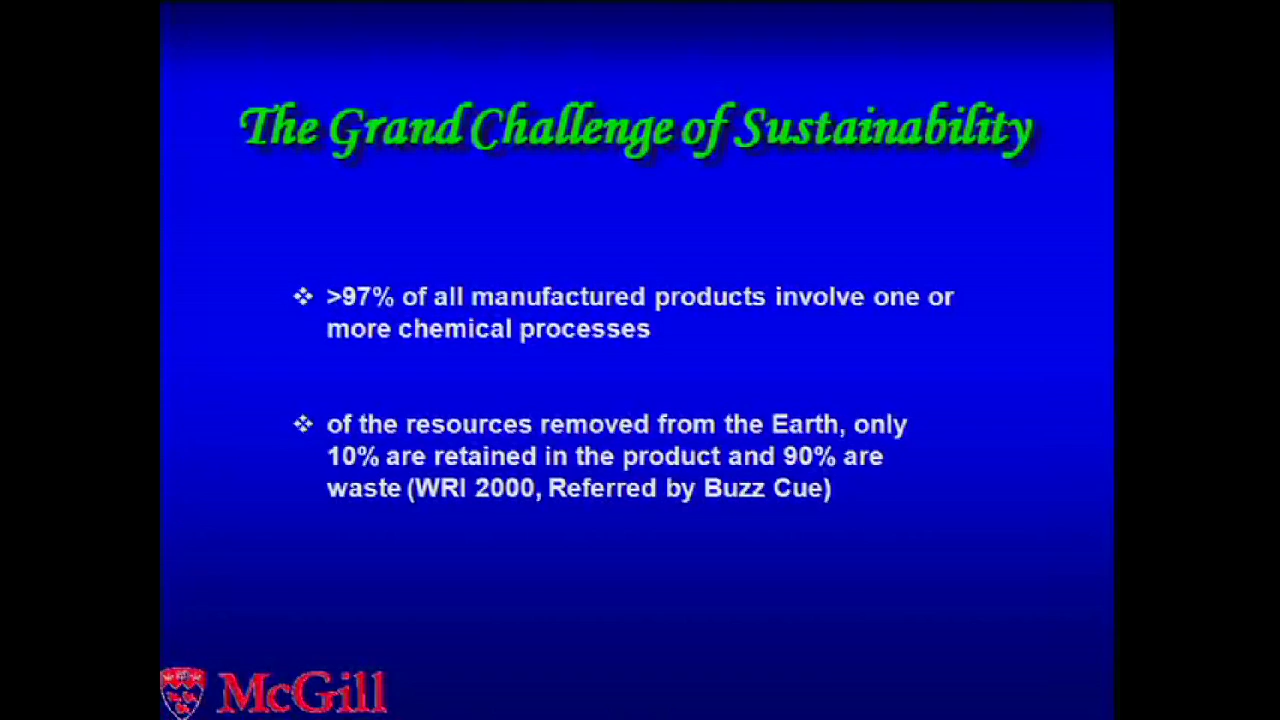 The Grand Challenge of Sustainability
>97% of all manufactured products involve one or
more chemical processes
of the resources removed from the Earth, only
10% are retained in the product and 90% are
waste (WRI 2000, Referred by Buzz Cue)
McGill